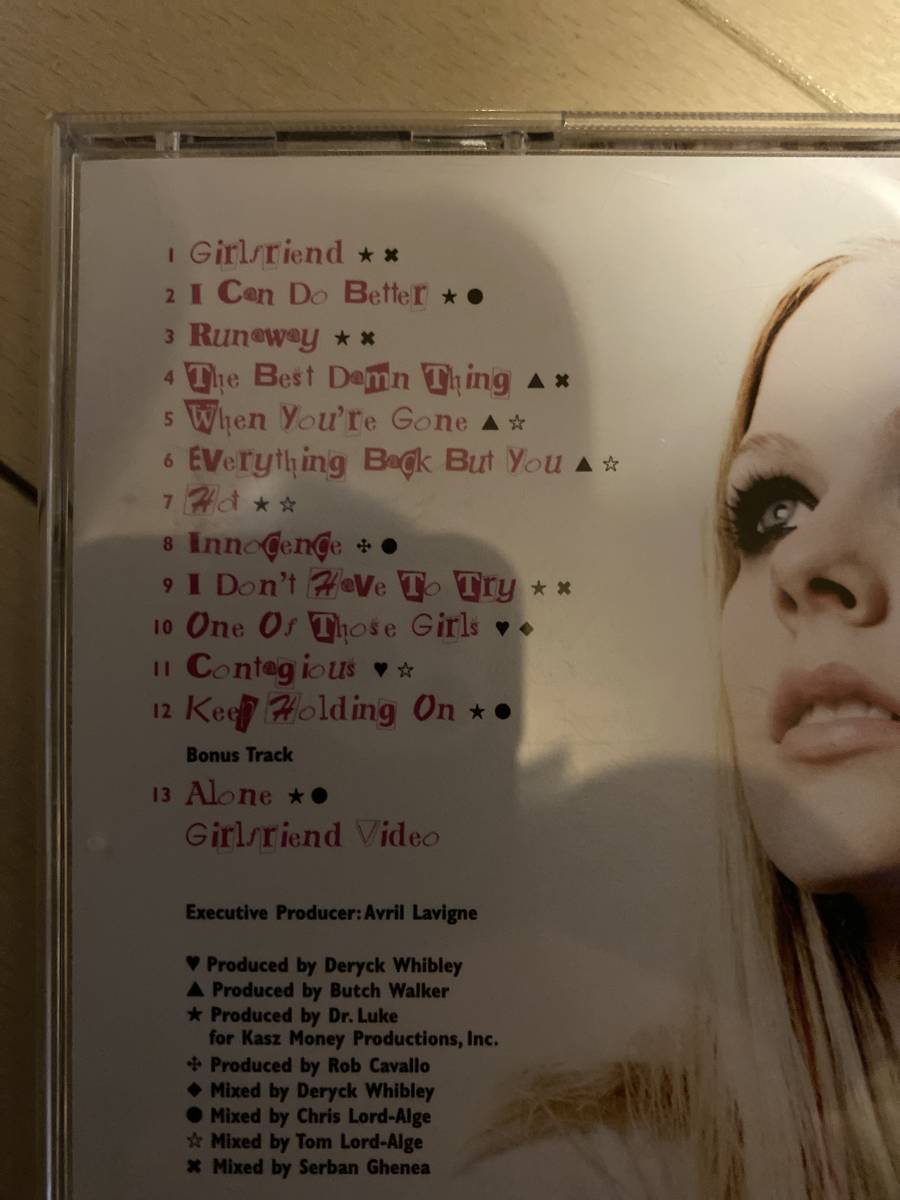 1 Girlfriend ★ ✖
2 I Can Do Better ★ ●
3 Runaway ★ ✖
4 The Best Damn Thing ▲ ✖
5 When You're Gone ▲ ☆
6 Everything Back But You ▲ ☆
7 Hot ★ ☆
8 Innocence ✣ ●
9 I Don't Have To Try ★ ✖
10 One Of Those Girls ♥ ◆
11 Contagious ♥ ☆
12 Keep Holding On ★ ●
Bonus Track
13 Alone ★ ●
Girlfriend Video
Executive Producer: Avril Lavigne
♥ Produced by Deryck Whibley
▲ Produced by Butch Walker
★ Produced by Dr. Luke
for Kasz Money Productions, Inc.
✣ Produced by Rob Cavallo
◆ Mixed by Deryck Whibley
● Mixed by Chris Lord-Alge
☆ Mixed by Tom Lord-Alge
✖ Mixed by Serban Ghenea